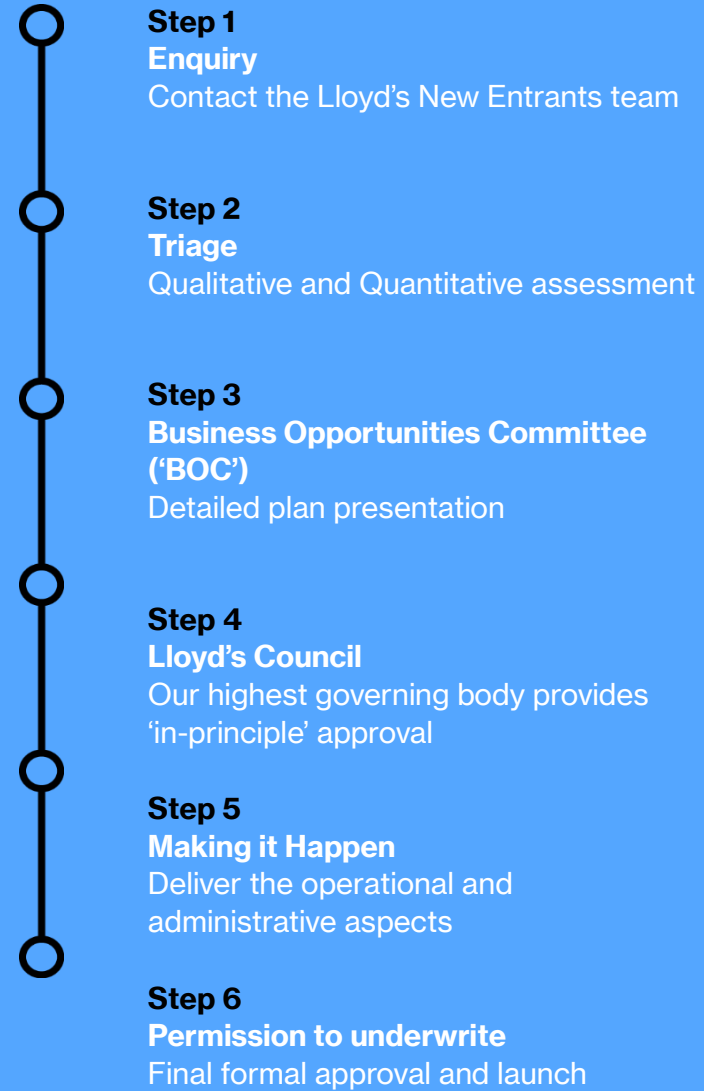 Step 1
Enquiry
Contact the Lloyd’s New Entrants team
Step 2
Triage
Qualitative and Quantitative assessment
Step 3
Business Opportunities Committee
(‘BOC’)
Detailed plan presentation
Step 4
Lloyd’s Council
Our highest governing body provides
‘in-principle’ approval
Step 5
Making it Happen
Deliver the operational and
administrative aspects
Step 6
Permission to underwrite
Final formal approval and launch